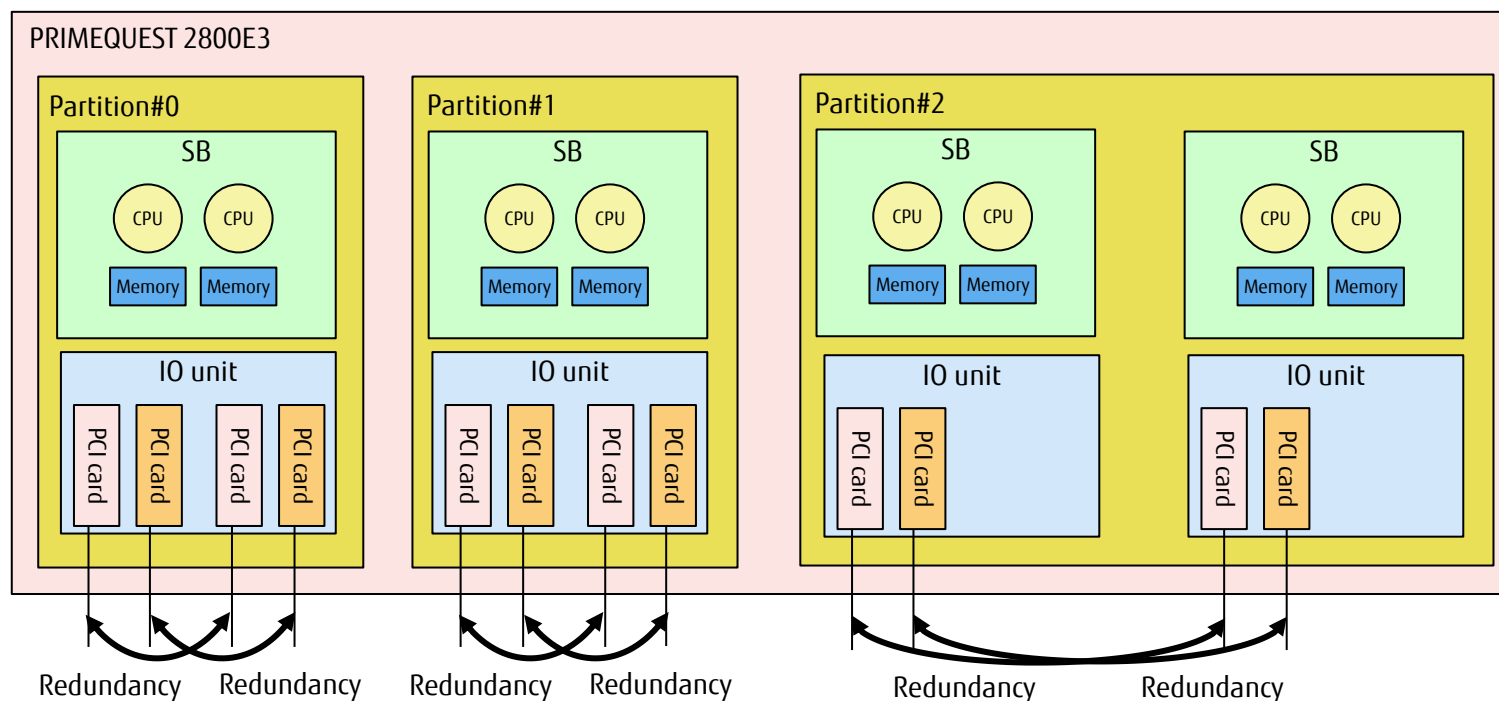 PRIMEQUEST 2800E3
Partition#0
SB
CPU
CPU
Memory
Memory
IO unit
PCI card
PCI card
PCI card
PCI card
Redundancy
Redundancy
Partition#1
SB
CPU
CPU
Memory
Memory
IO unit
PCI card
PCI card
PCI card
PCI card
Redundancy
Redundancy
Partition#2
SB
CPU
CPU
Memory
Memory
IO unit
PCI card
PCI card
SB
CPU
CPU
Memory
Memory
IO unit
PCI card
PCI card
Redundancy
Redundancy